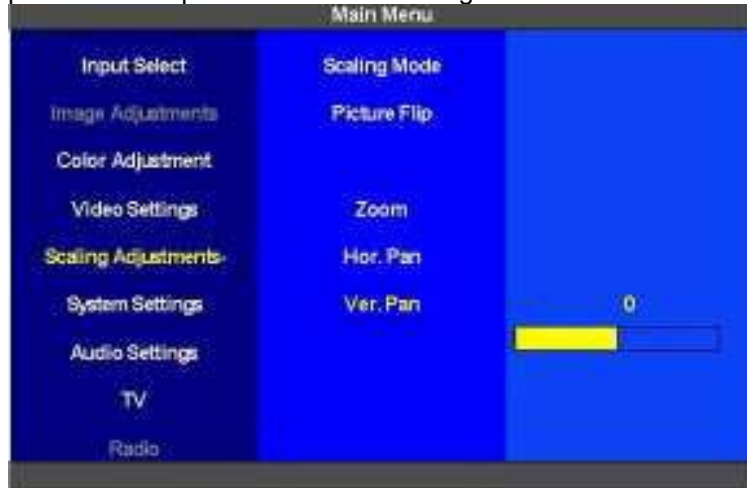 Main Menu
Input Select
Image Adjustments
Color Adjustment
Video Settings
Scaling Adjustments
System Settings
Audio Settings
TV
Radio
Scaling Mode
Picture Flip
Zoom
Hor. Pan
Ver. Pan
0